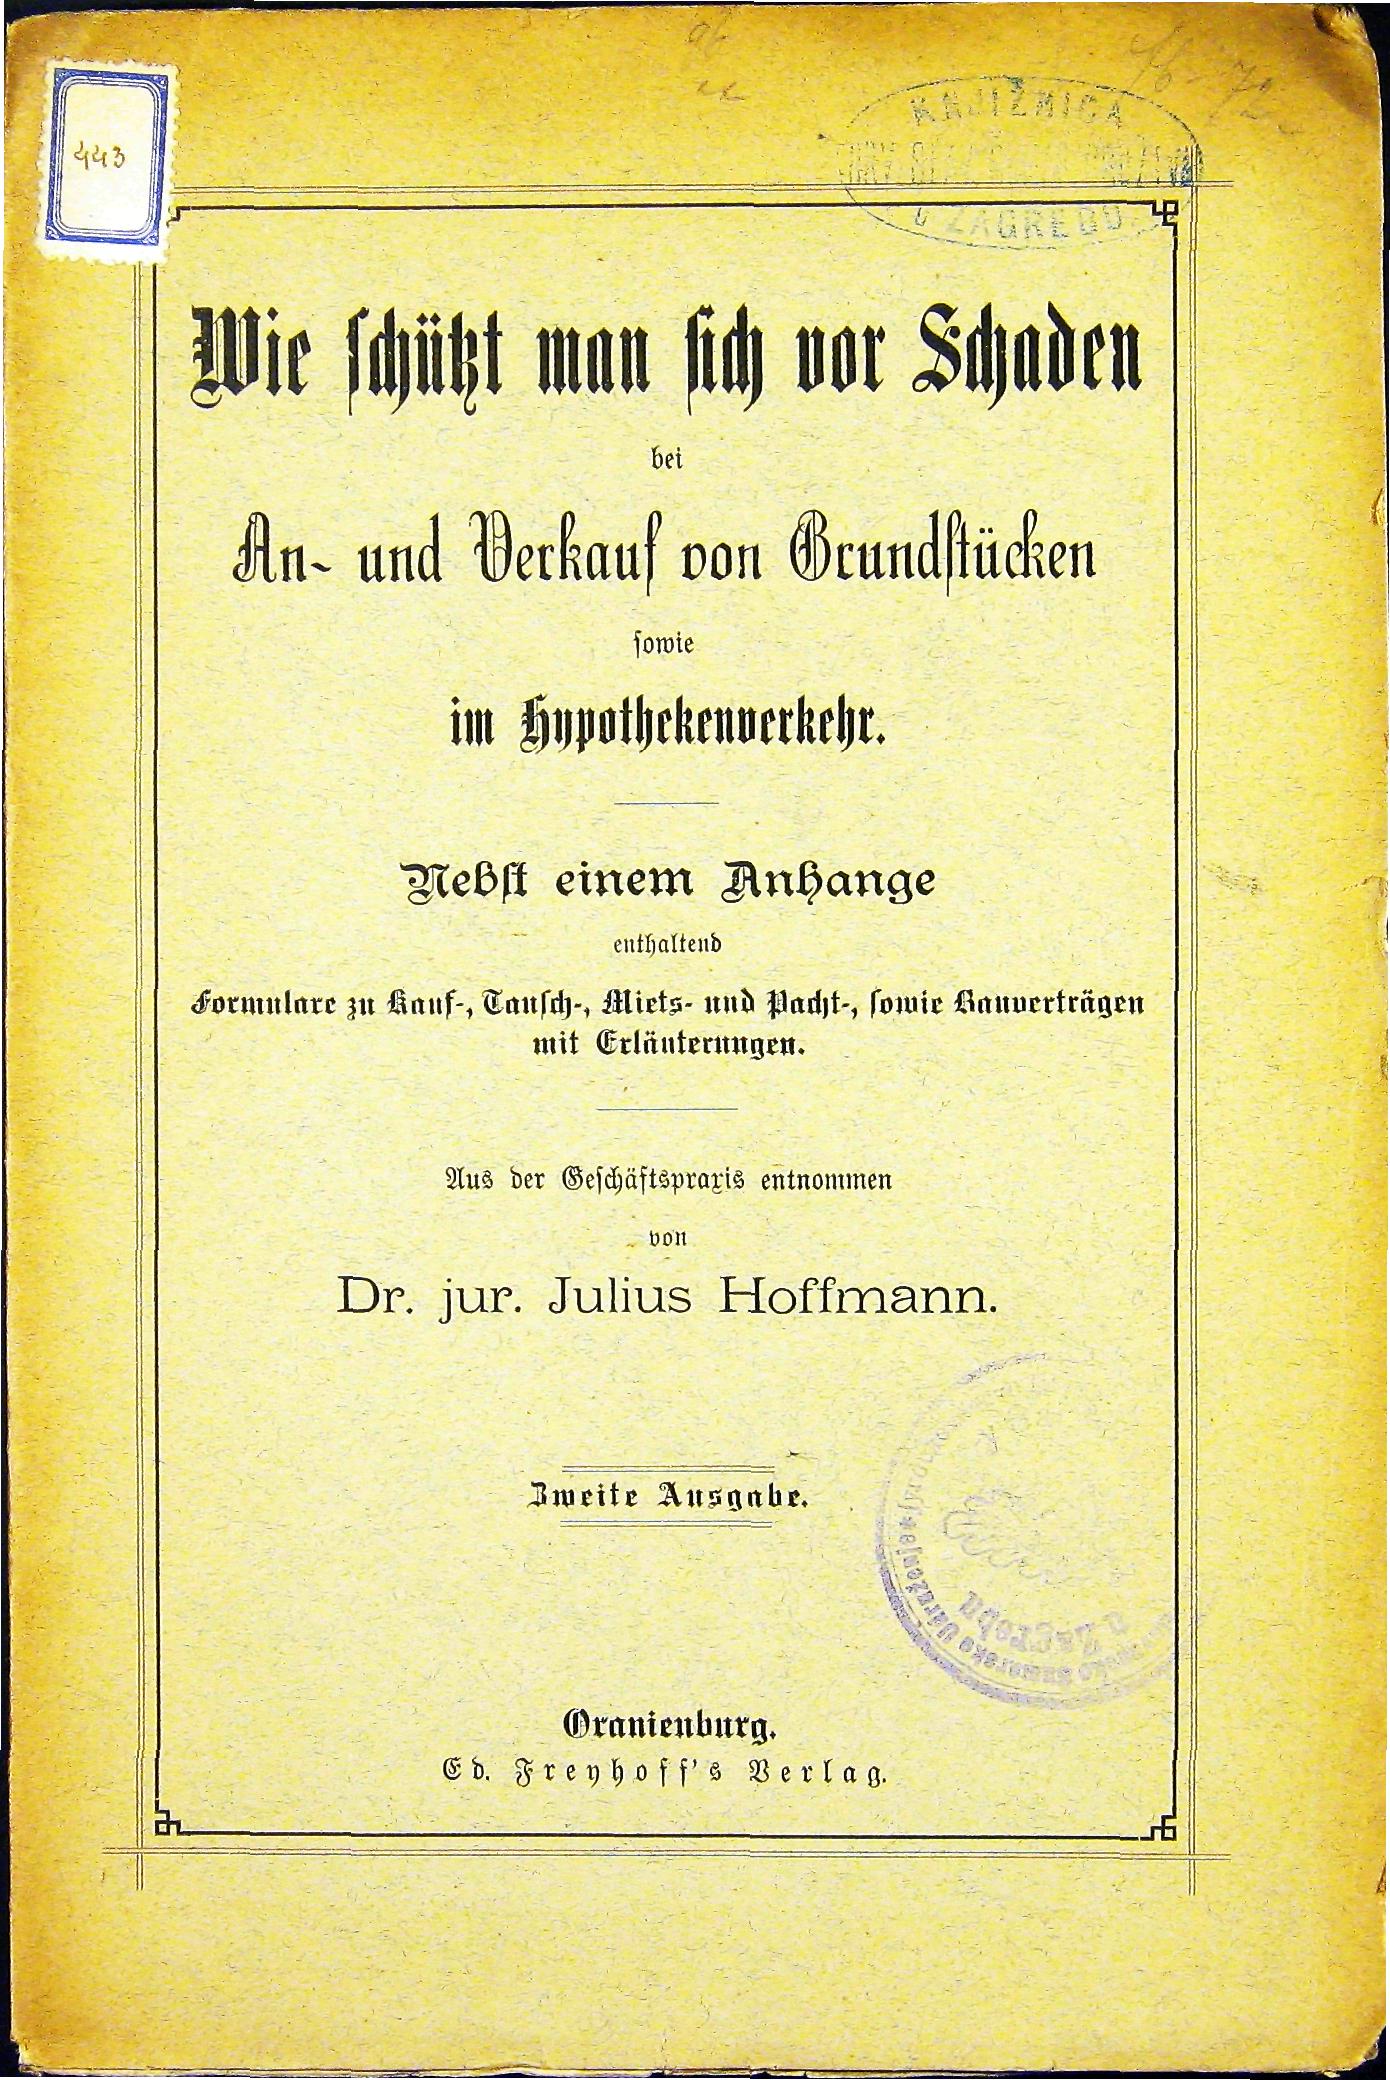 443
KNJIŽNICA
U ZAGREBU
Wie schützt man sich vor Schaden
bei
An- und Verkauf von Grundstücken
sowie
im Hypothekenverkehr.
Nebst einem Anhange
enthaltend
Formulare zu Kauf-, Tausch-, Miets- und Pacht-, sowie Bauverträgen
mit Erläuterungen.
Aus der Geschäftspraxis entnommen
von
Dr. jur. Julius Hoffmann.
Zweite Ausgabe.
u Zagrebu
Oranienburg.
Ed. Freyhoff's Verlag.